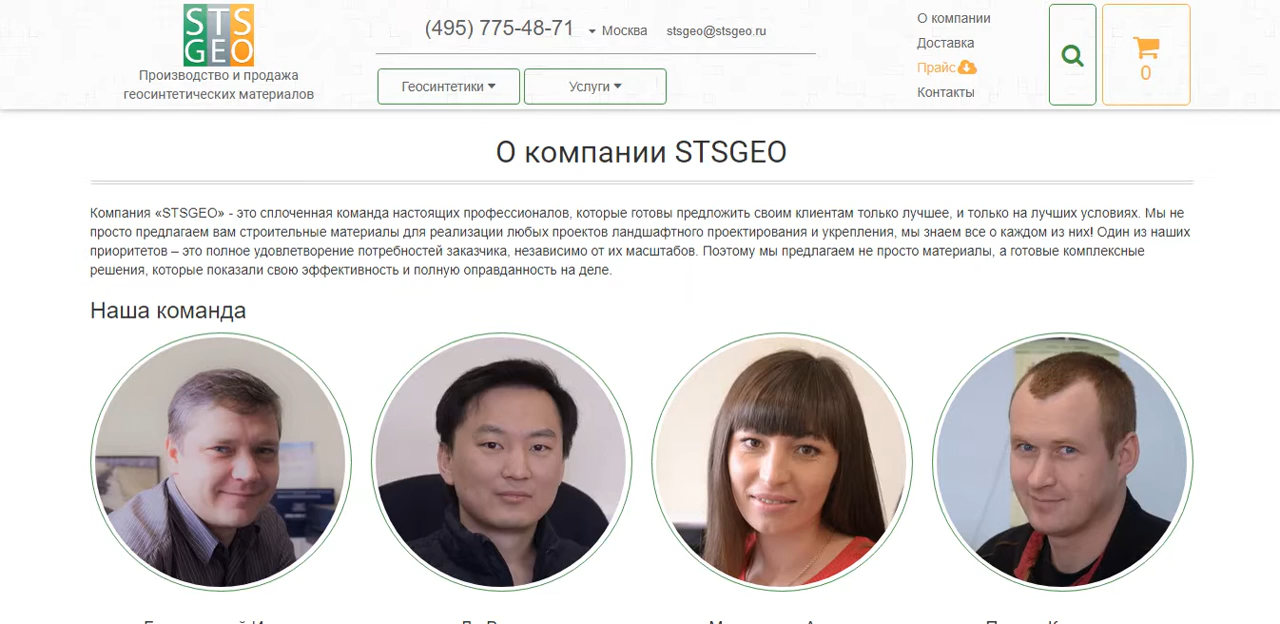 STS
GEO
Производство и продажа
геосинтетических материалов
(495) 775-48-71 Москва stsgeo@stsgeo.ru
Геосинтетики Услуги
О компании
Доставка
Прайс
Контакты
0
О компании STSGEO
Компания «STSGEO» - это сплоченная команда настоящих профессионалов, которые готовы предложить своим клиентам только лучшее, и только на лучших условиях. Мы не
просто предлагаем вам строительные материалы для реализации любых проектов ландшафтного проектирования и укрепления, мы знаем все о каждом из них! Один из наших
приоритетов – это полное удовлетворение потребностей заказчика, независимо от их масштабов. Поэтому мы предлагаем не просто материалы, а готовые комплексные
решения, которые показали свою эффективность и полную оправданность на деле.
Наша команда